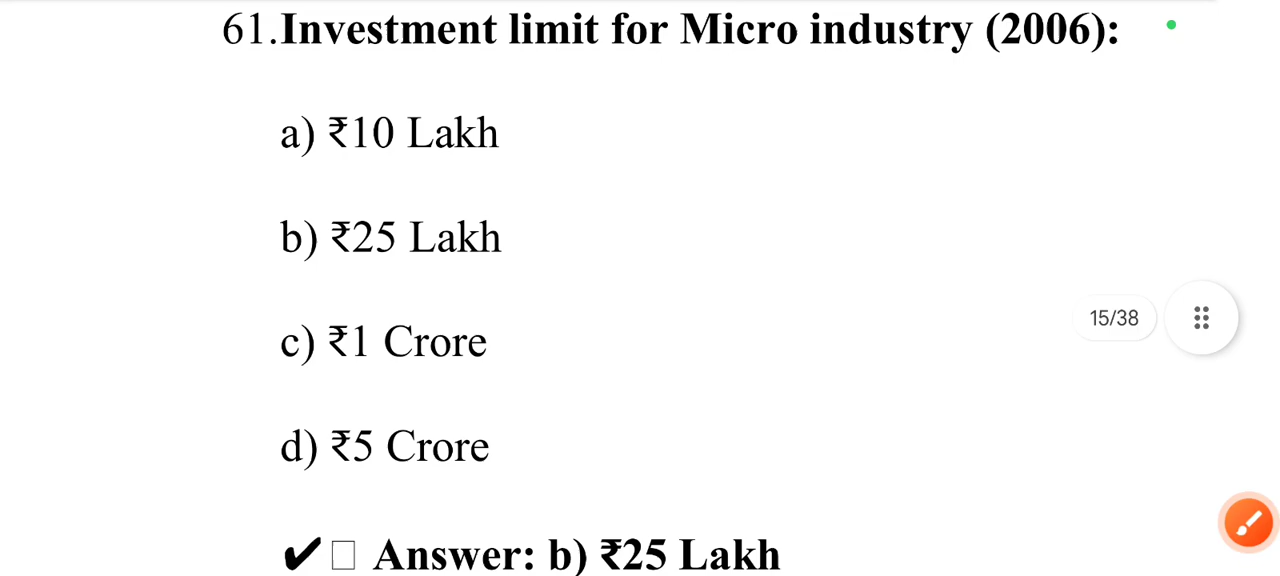 61.Investment limit for Micro industry (2006):
a) ₹10 Lakh
b) ₹25 Lakh
c) ₹1 Crore
15/38
d) ₹5 Crore
✔□ Answer: b) ₹25 Lakh